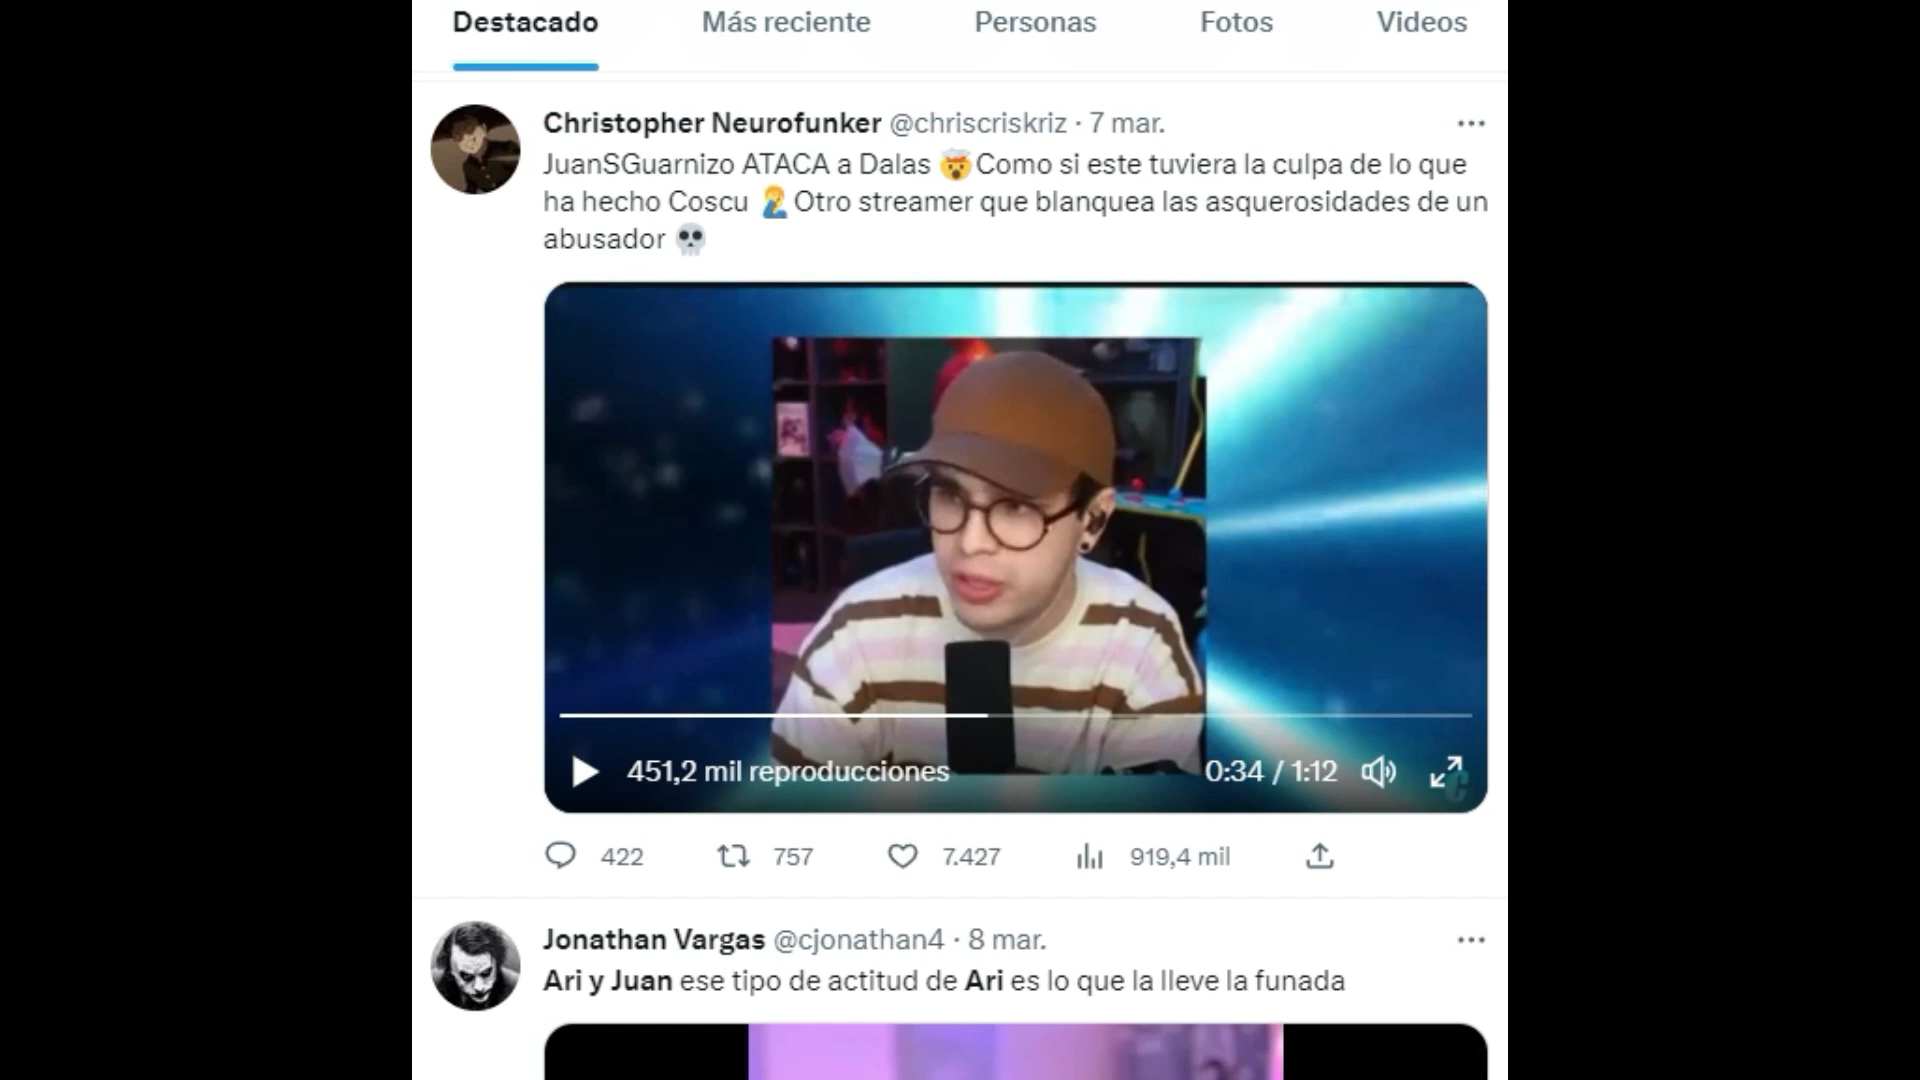 Destacado Más reciente Personas Fotos Videos
Christopher Neurofunker @chriscriskriz · 7 mar.
JuanSGuarnizo ATACA a Dalas 🤯Como si este tuviera la culpa de lo que
ha hecho Coscu 🤦‍♂️Otro streamer que blanquea las asquerosidades de un
abusador 💀
451,2 mil reproducciones 0:34 / 1:12
422 757 7.427 919,4 mil
Jonathan Vargas @cjonathan4 · 8 mar.
Ari y Juan ese tipo de actitud de Ari es lo que la lleve la funada